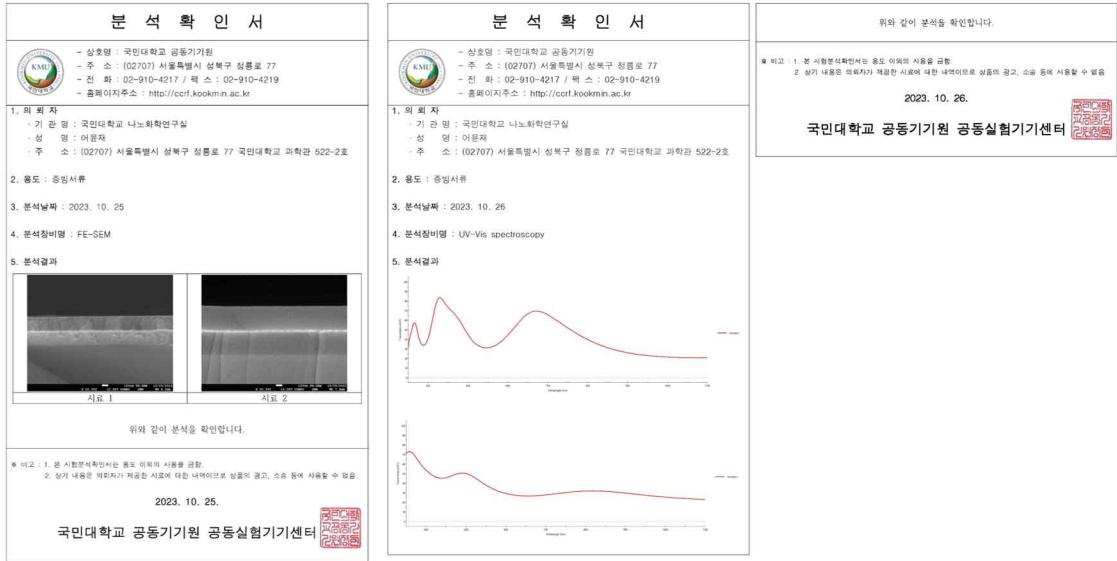 분 석 확 인 서
KMU
- 상호명 : 국민대학교 공동기기원
- 주 소 : (02707) 서울특별시 성북구 정릉로 77
- 전 화 : 02-910-4217 / 팩 스 : 02-910-4219
- 홈페이지주소 : http://ccrf.kookmin.ac.kr
1. 의 뢰 자
· 기 관 명 : 국민대학교 나노화학연구실
· 성 명 : 어윤재
· 주 소 : (02707) 서울특별시 성북구 정릉로 77 국민대학교 과학관 522-2호
2. 용도 : 증빙서류
3. 분석날짜 : 2023. 10. 25
4. 분석장비명 : FE-SEM
5. 분석결과
시료 1
시료 2
위와 같이 분석을 확인합니다.
※ 비고 : 1. 본 시험분석확인서는 용도 이외의 사용을 금함.
2. 상기 내용은 의뢰자가 제공한 시료에 대한 내역이므로 상품의 광고, 소송 등에 사용할 수 없음.
2023. 10. 25.
국민대학교 공동기기원 공동실험기기센터
분 석 확 인 서
KMU
- 상호명 : 국민대학교 공동기기원
- 주 소 : (02707) 서울특별시 성북구 정릉로 77
- 전 화 : 02-910-4217 / 팩 스 : 02-910-4219
- 홈페이지주소 : http://ccrf.kookmin.ac.kr
1. 의 뢰 자
· 기 관 명 : 국민대학교 나노화학연구실
· 성 명 : 어윤재
· 주 소 : (02707) 서울특별시 성북구 정릉로 77 국민대학교 과학관 522-2호
2. 용도 : 증빙서류
3. 분석날짜 : 2023. 10. 26
4. 분석장비명 : UV-Vis spectroscopy
5. 분석결과
위와 같이 분석을 확인합니다.
※ 비고 : 1. 본 시험분석확인서는 용도 이외의 사용을 금함.
2. 상기 내용은 의뢰자가 제공한 시료에 대한 내역이므로 상품의 광고, 소송 등에 사용할 수 없음.
2023. 10. 26.
국민대학교 공동기기원 공동실험기기센터